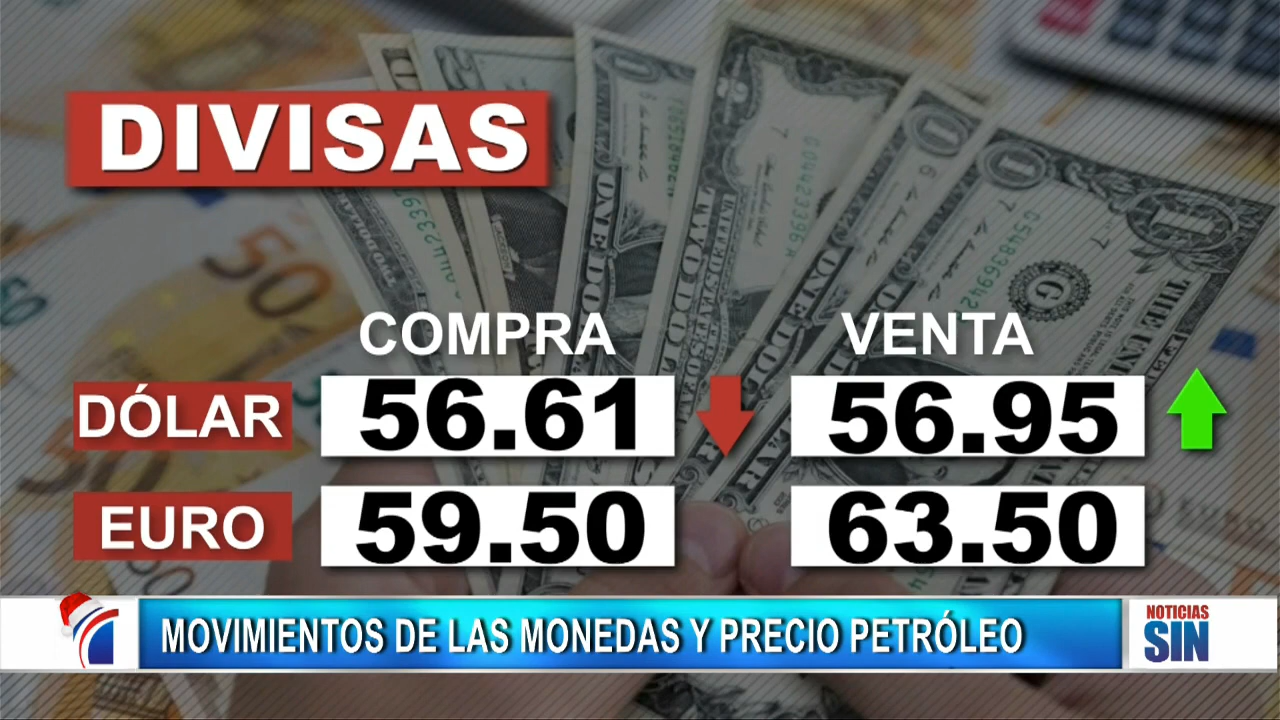 DIVISAS
COMPRA VENTA
DÓLAR 56.61 56.95
EURO 59.50 63.50
MOVIMIENTOS DE LAS MONEDAS Y PRECIO PETRÓLEO
NOTICIAS
SIN